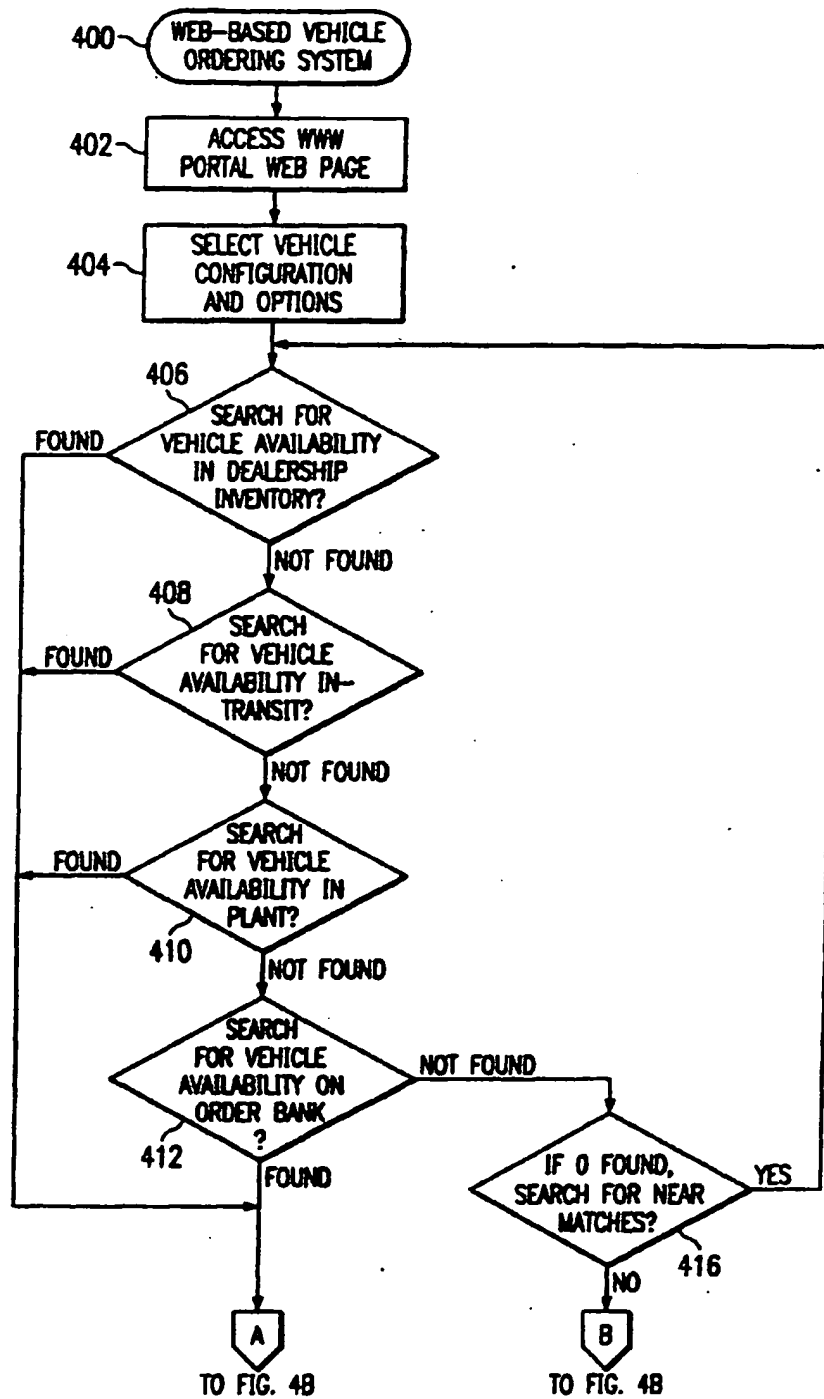 400
WEB-BASED VEHICLE
ORDERING SYSTEM
402
ACCESS WWW
PORTAL WEB PAGE
404
SELECT VEHICLE
CONFIGURATION
AND OPTIONS
406
SEARCH FOR
VEHICLE AVAILABILITY
IN DEALERSHIP
INVENTORY?
FOUND
NOT FOUND
408
SEARCH
FOR VEHICLE
AVAILABILITY IN-
TRANSIT?
FOUND
NOT FOUND
SEARCH
FOR VEHICLE
AVAILABILITY IN
PLANT?
FOUND
410
NOT FOUND
SEARCH
FOR VEHICLE
AVAILABILITY ON
ORDER BANK
?
412
NOT FOUND
FOUND
IF 0 FOUND,
SEARCH FOR NEAR
MATCHES?
YES
416
NO
A
TO FIG. 4B
B
TO FIG. 4B